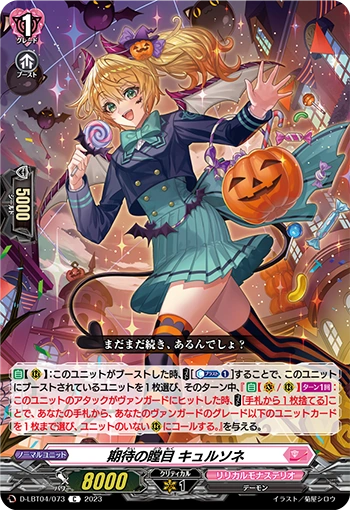 1
グレード
ブースト
5000
シールド
まだまだ続き、あるんでしょ？
自【R】：このユニットがブーストした時、【ソウルブラスト1】することで、このユニットにブーストされているユニットを１枚選び、そのターン中、『自【V/R】ターン1回：このユニットのアタックがヴァンガードにヒットした時、【手札から１枚捨てる】ことで、あなたの手札から、あなたのヴァンガードのグレード以下のユニットカードを１枚まで選び、ユニットのいないRにコールする。』を与える。
ノーマルユニット
期待の瞠目 キュルソネ
パワー
8000
クリティカル
1
リリカルモナステリオ
デーモン
D-LBT04/073 C 2023
イラスト／菊屋シロウ